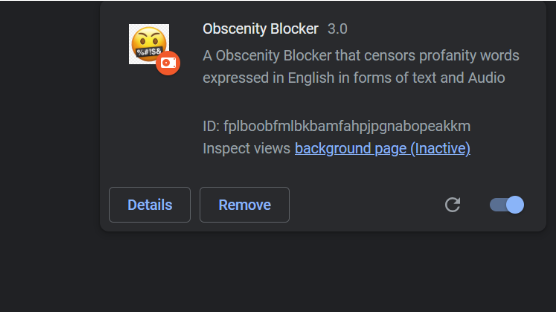 Obscenity Blocker 3.0
A Obscenity Blocker that censors profanity words
expressed in English in forms of text and Audio
ID: fplboobfmlbkbamfahpjpgnabopeakkm
Inspect views background page (Inactive)
Details Remove